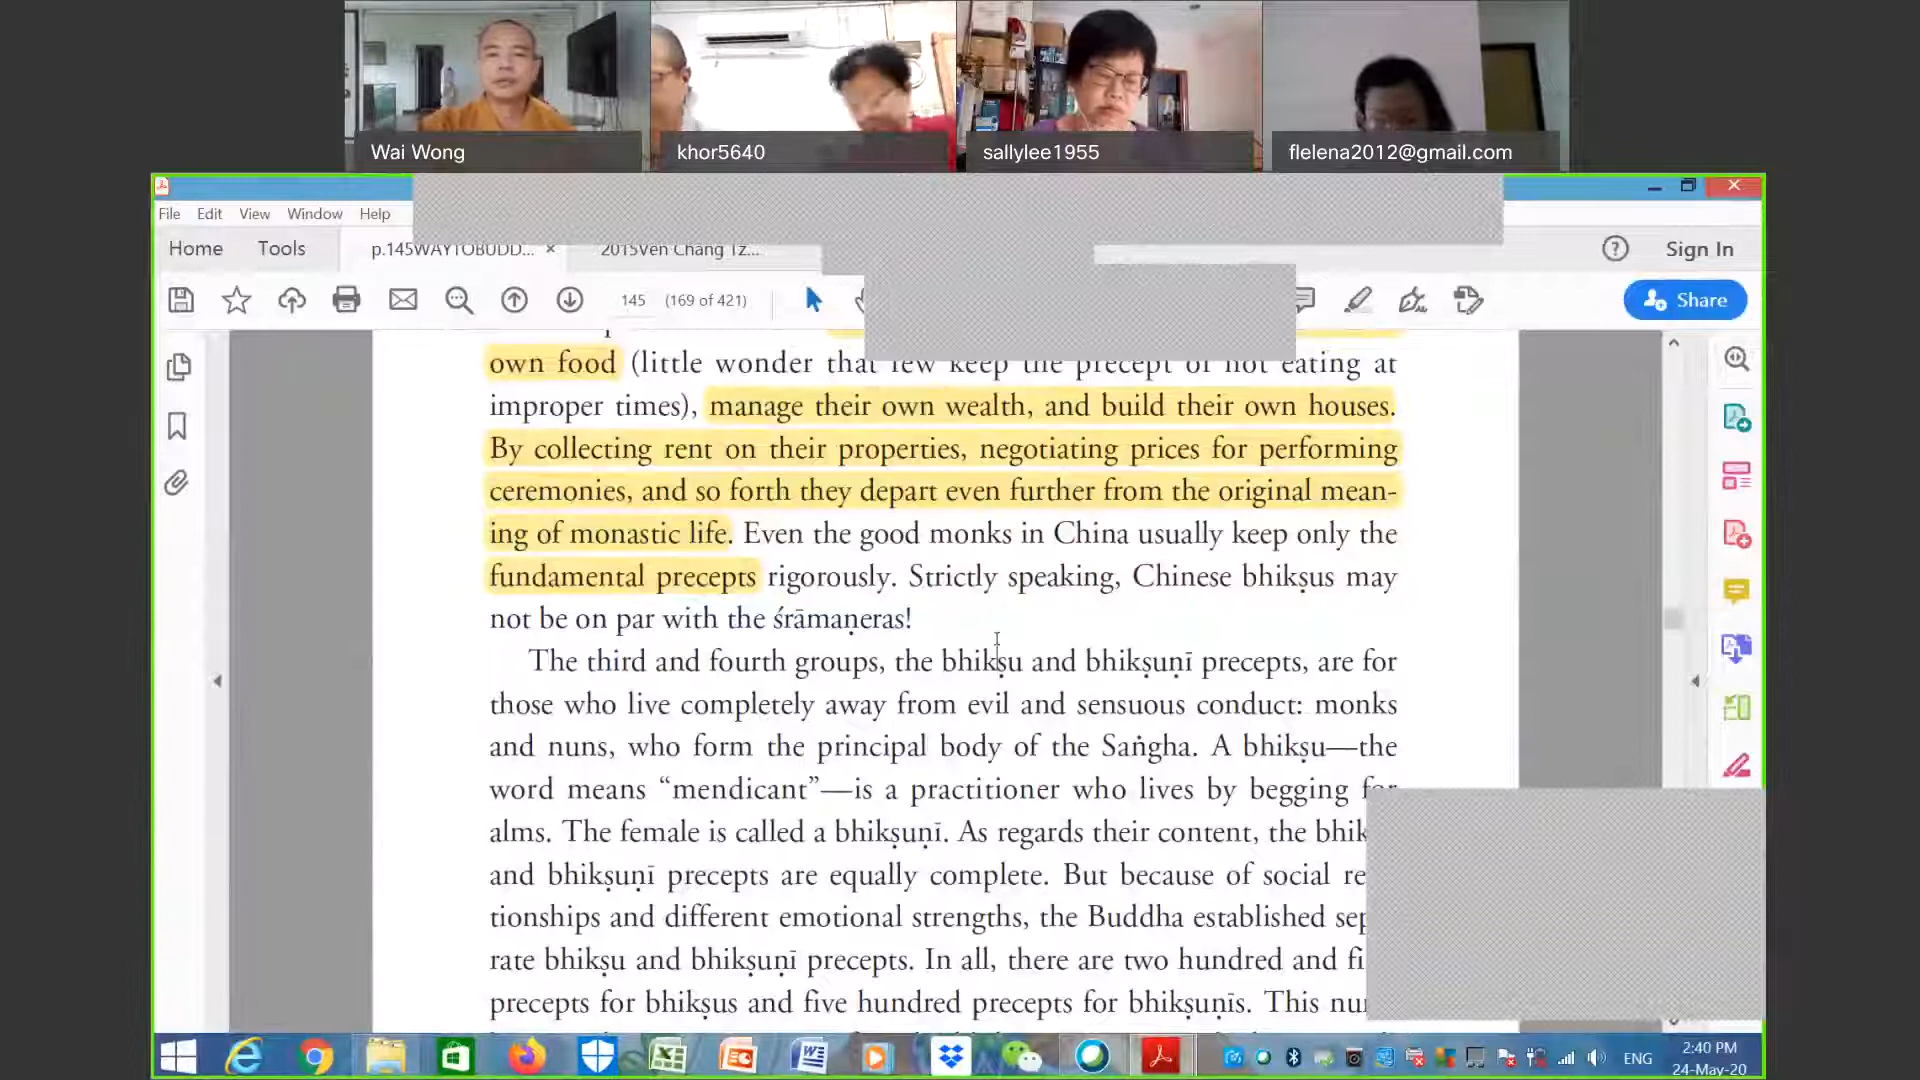 Wai Wong
khor5640
sallylee1955
flelena2012@gmail.com
File Edit View Window Help
Home Tools p.145WAYTOBUDD... × 2015Ven Chang Tz... ? Sign In
145 (169 of 421) Share
own food (little wonder that few keep the precept of not eating at
improper times), manage their own wealth, and build their own houses.
By collecting rent on their properties, negotiating prices for performing
ceremonies, and so forth they depart even further from the original mean-
ing of monastic life. Even the good monks in China usually keep only the
fundamental precepts rigorously. Strictly speaking, Chinese bhikṣus may
not be on par with the śrāmaṇeras!
The third and fourth groups, the bhikṣu and bhikṣuṇī precepts, are for
those who live completely away from evil and sensuous conduct: monks
and nuns, who form the principal body of the Saṅgha. A bhikṣu—the
word means “mendicant”—is a practitioner who lives by begging for
alms. The female is called a bhikṣuṇī. As regards their content, the bhik
and bhikṣuṇī precepts are equally complete. But because of social re
tionships and different emotional strengths, the Buddha established sep
rate bhikṣu and bhikṣuṇī precepts. In all, there are two hundred and fi
precepts for bhikṣus and five hundred precepts for bhikṣuṇīs. This nu
ENG
2:40 PM
24-May-20